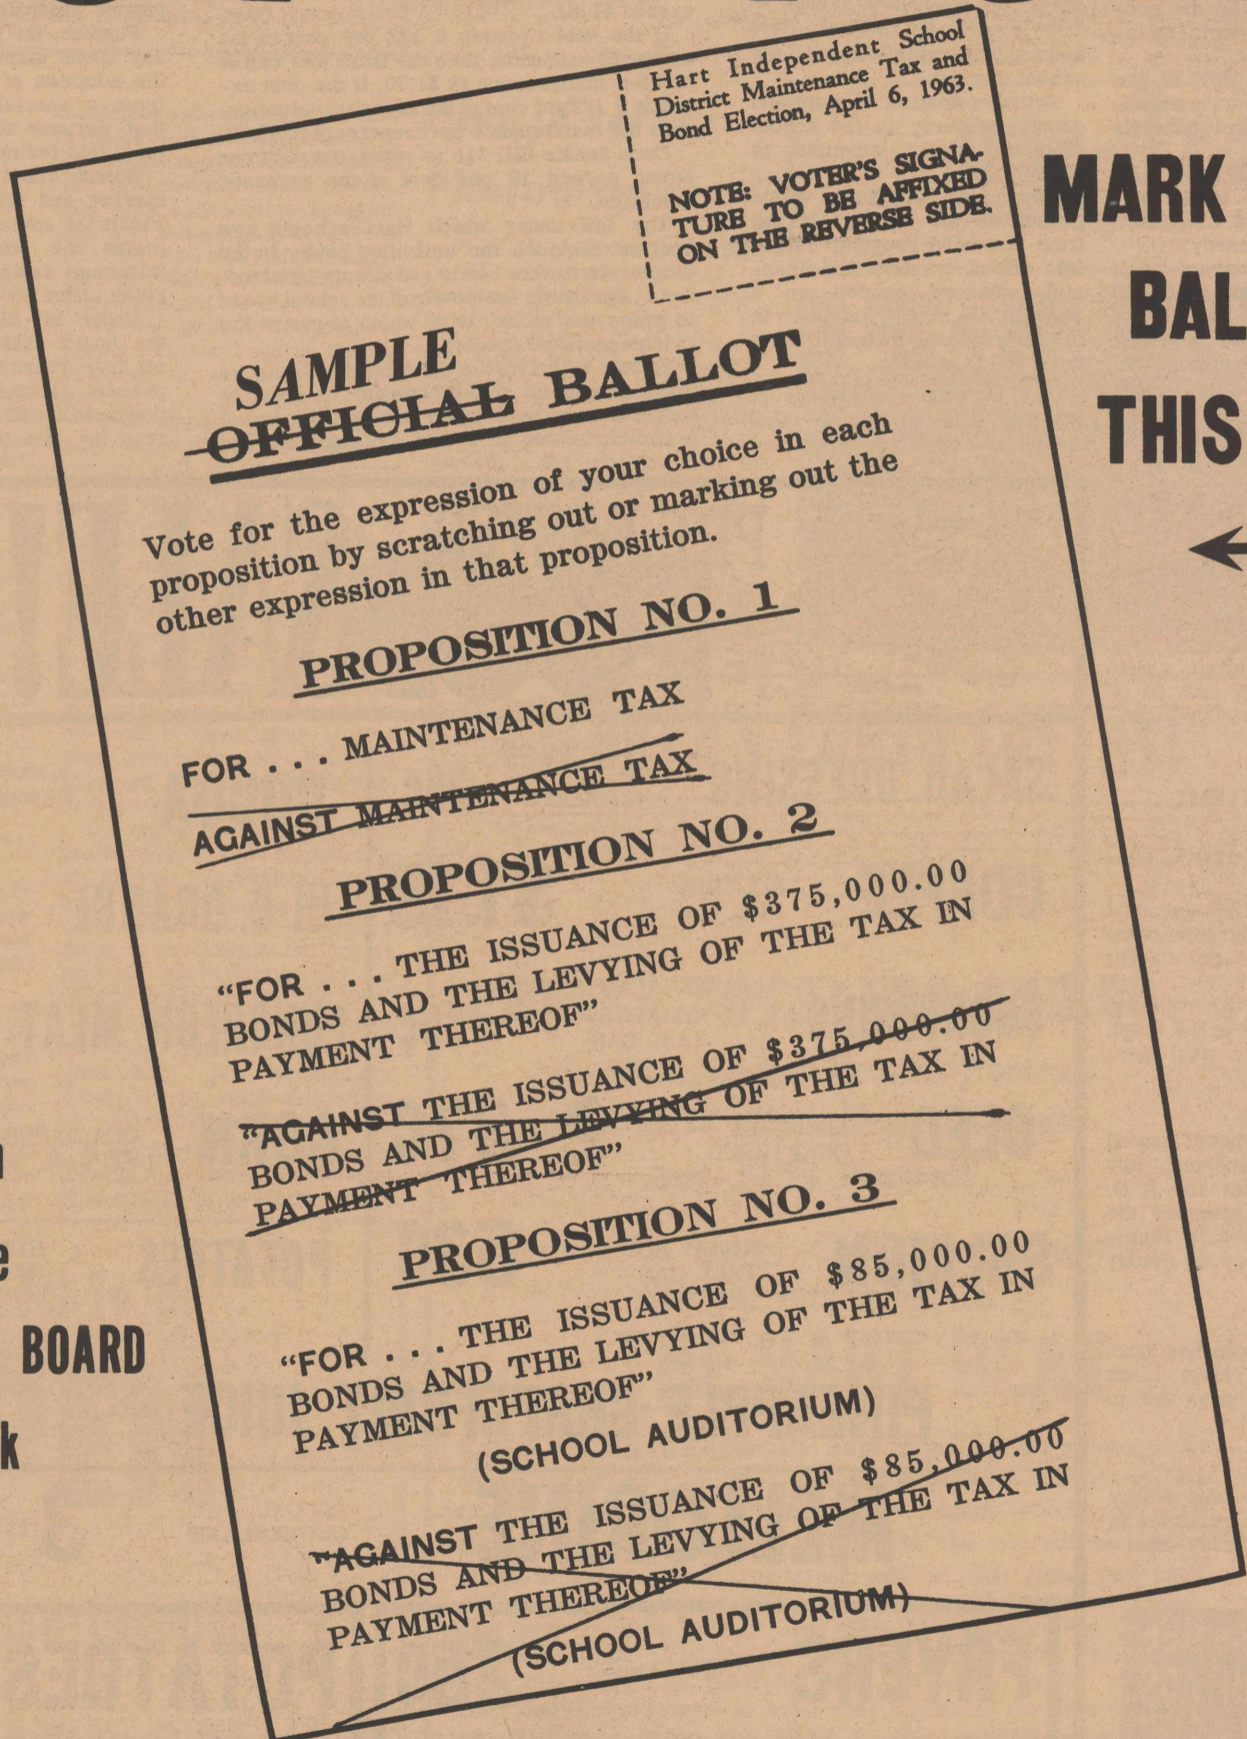 Hart Independent School
District Maintenance Tax and
Bond Election, April 6, 1963.
NOTE: VOTER'S SIGNA-
TURE TO BE AFFIXED
ON THE REVERSE SIDE.
MARK
BAL
THIS
SAMPLE
OFFICIAL BALLOT
Vote for the expression of your choice in each
proposition by scratching out or marking out the
other expression in that proposition.
PROPOSITION NO. 1
FOR . . . MAINTENANCE TAX
AGAINST MAINTENANCE TAX
PROPOSITION NO. 2
"FOR . . . THE ISSUANCE OF $375,000.00
BONDS AND THE LEVYING OF THE TAX IN
PAYMENT THEREOF"
"AGAINST THE ISSUANCE OF $375,000.00
BONDS AND THE LEVYING OF THE TAX IN
PAYMENT THEREOF"
PROPOSITION NO. 3
"FOR . . . THE ISSUANCE OF $85,000.00
BONDS AND THE LEVYING OF THE TAX IN
PAYMENT THEREOF"
(SCHOOL AUDITORIUM)
"AGAINST THE ISSUANCE OF $85,000.00
BONDS AND THE LEVYING OF THE TAX IN
PAYMENT THEREOF"
(SCHOOL AUDITORIUM)
e
BOARD
k